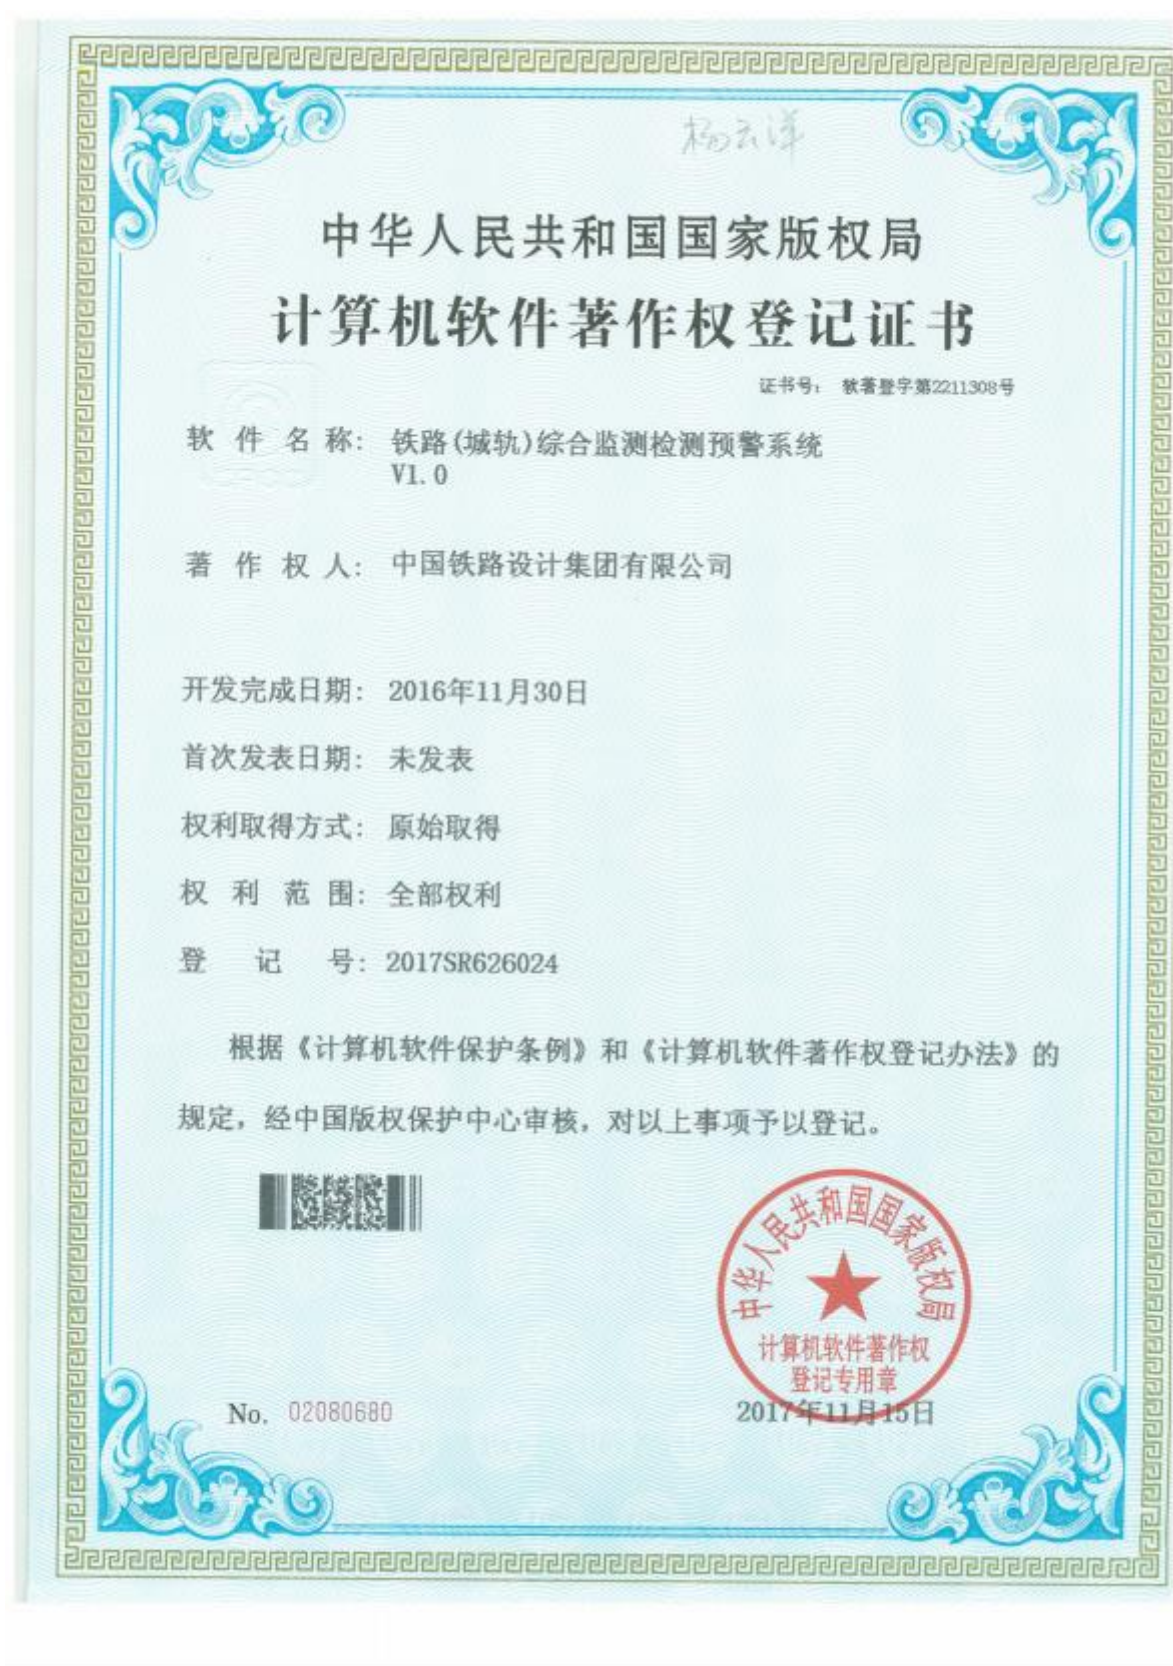 杨云洋
中华人民共和国国家版权局
计算机软件著作权登记证书
证书号： 软著登字第2211308号
软件名称： 铁路(城轨)综合监测检测预警系统
V1.0
著作权人： 中国铁路设计集团有限公司
开发完成日期： 2016年11月30日
首次发表日期： 未发表
权利取得方式： 原始取得
权利范围： 全部权利
登记号： 2017SR626024
根据《计算机软件保护条例》和《计算机软件著作权登记办法》的
规定，经中国版权保护中心审核，对以上事项予以登记。
中华人民共和国国家版权局
计算机软件著作权
登记专用章
No. 02080680
2017年11月15日